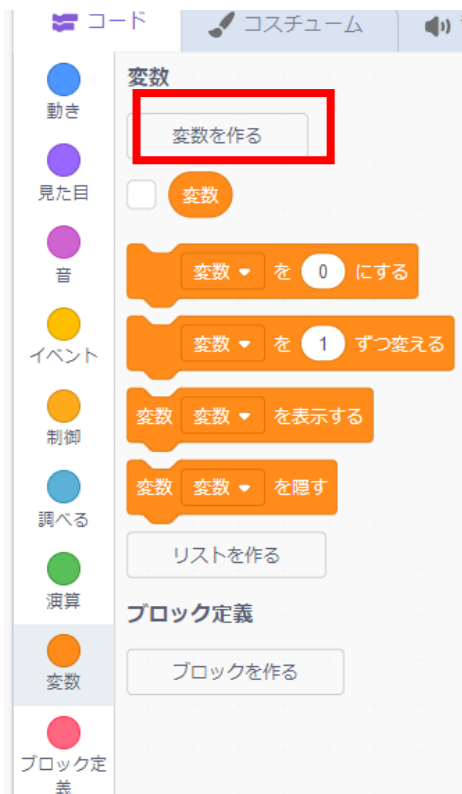 コード
コスチューム
動き
見た目
音
イベント
制御
調べる
演算
変数
ブロック定
義
変数
変数を作る
変数
変数 を 0 にする
変数 を 1 ずつ変える
変数 変数 を表示する
変数 変数 を隠す
リストを作る
ブロック定義
ブロックを作る